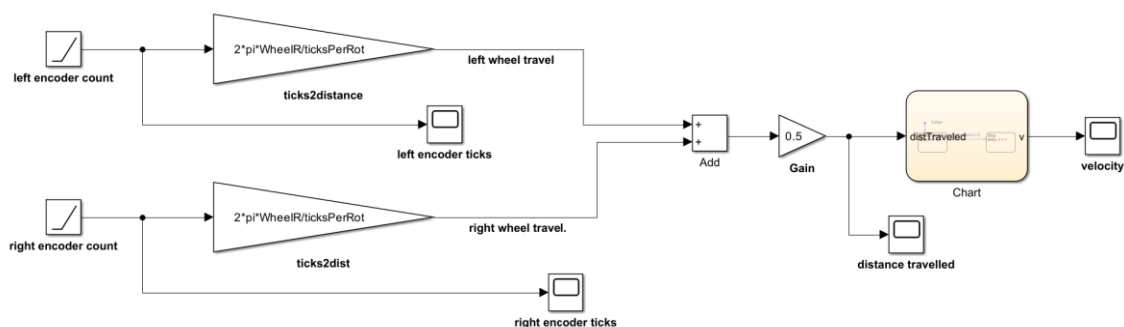 2*pi*WheelR/ticksPerRot
left encoder count
left wheel travel
ticks2distance
left encoder ticks
+
+
Add
0.5
Gain
distTraveled
v
Chart
velocity
2*pi*WheelR/ticksPerRot
right encoder count
right wheel travel.
ticks2dist
distance travelled
right encoder ticks